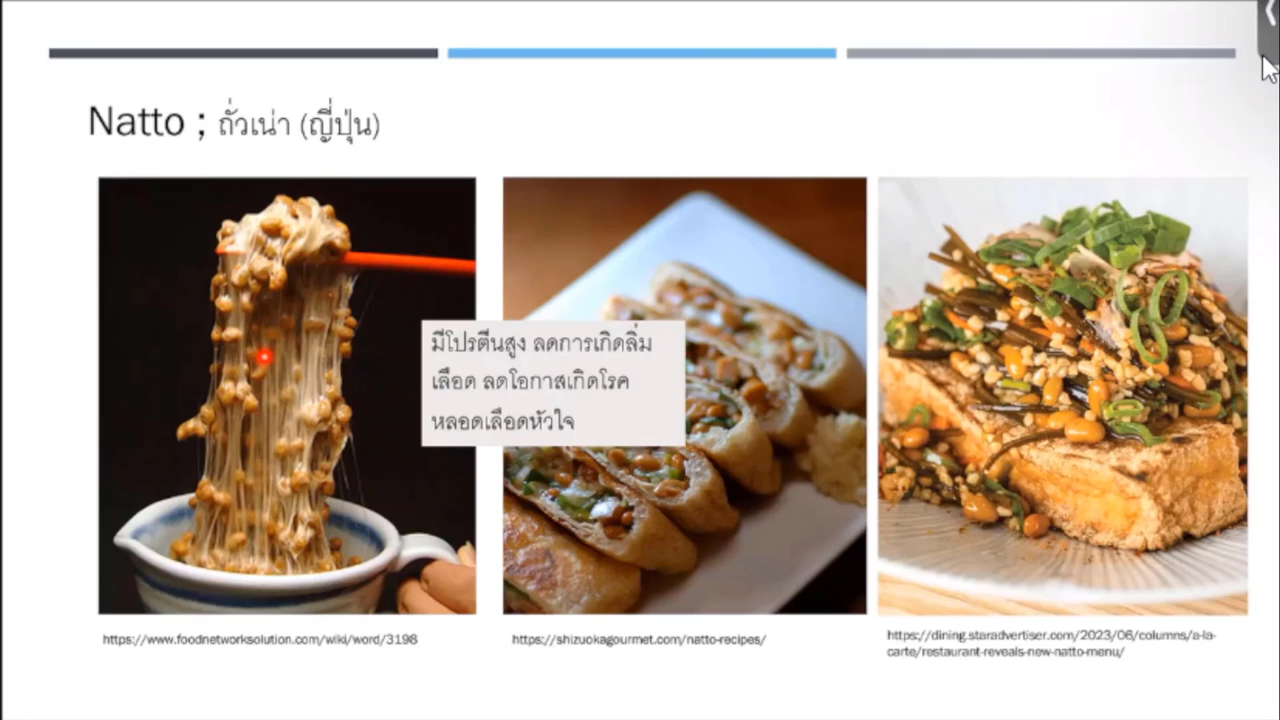 Natto ; ถั่วเน่า (ญี่ปุ่น)
มีโปรตีนสูง ลดการเกิดลิ่ม
เลือด ลดโอกาสเกิดโรค
หลอดเลือดหัวใจ
https://www.foodnetworksolution.com/wiki/word/3198
https://shizuokagourmet.com/natto-recipes/
https://dining.staradvertiser.com/2023/06/columns/a-la-
carte/restaurant-reveals-new-natto-menu/